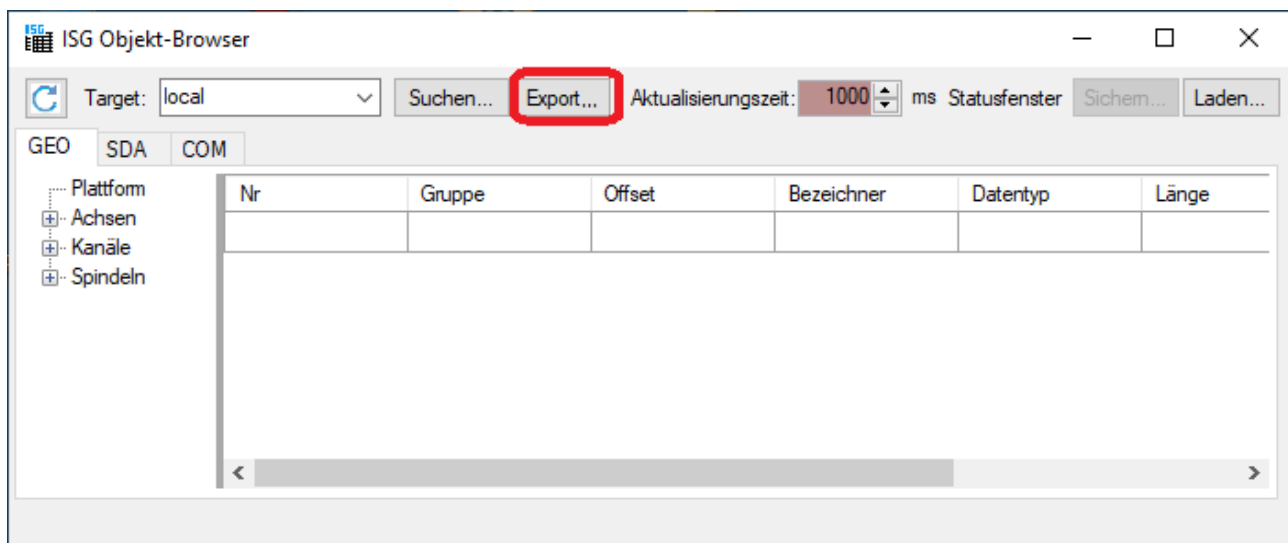 ISG ISG Objekt-Browser
Target: local Suchen... Export,,, Aktualisierungszeit: 1000 ms Statusfenster Sichern... Laden...
GEO SDA COM
Plattform
Achsen
Kanäle
Spindeln
Nr Gruppe Offset Bezeichner Datentyp Länge